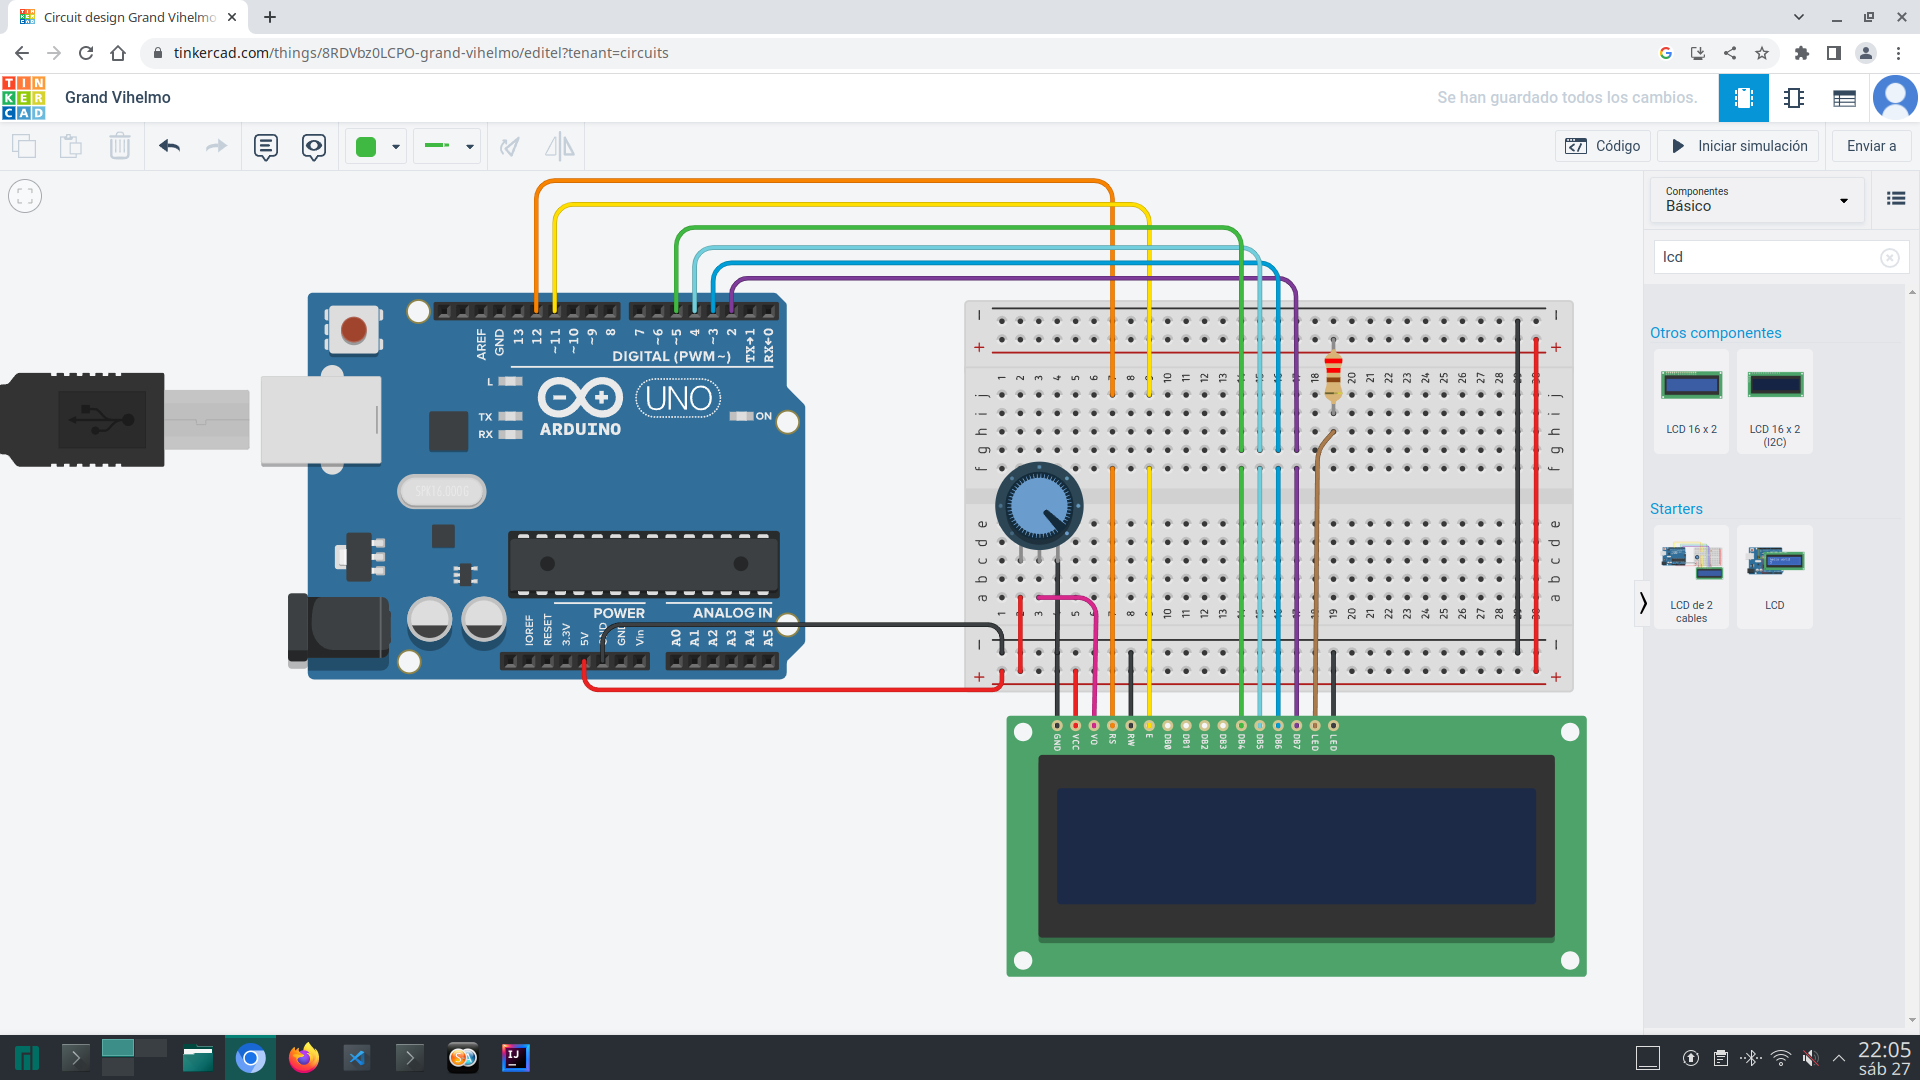 Circuit design Grand Vihelmo
tinkercad.com/things/8RDVbz0LCPO-grand-vihelmo/editel?tenant=circuits
TIN
KER
CAD
Grand Vihelmo
Se han guardado todos los cambios.
Código
Iniciar simulación
Enviar a
Componentes
Básico
lcd
Otros componentes
LCD 16 x 2
LCD 16 x 2
(I2C)
Starters
LCD de 2
cables
LCD
AREF
GND
13
12
~11
~10
~9
8
7
~6
~5
4
~3
2
TX→1
RX←0
DIGITAL (PWM~)
L
TX
RX
ON
UNO
ARDUINO
SPK16.000G
POWER
ANALOG IN
IOREF
RESET
3.3V
5V
GND
Vin
A0
A1
A2
A3
A4
A5
j
i
h
g
f
e
d
c
b
a
GND
VCC
VO
RS
RW
E
DB0
DB1
DB2
DB3
DB4
DB5
DB6
DB7
LED
LED
IJ
22:05
sáb 27